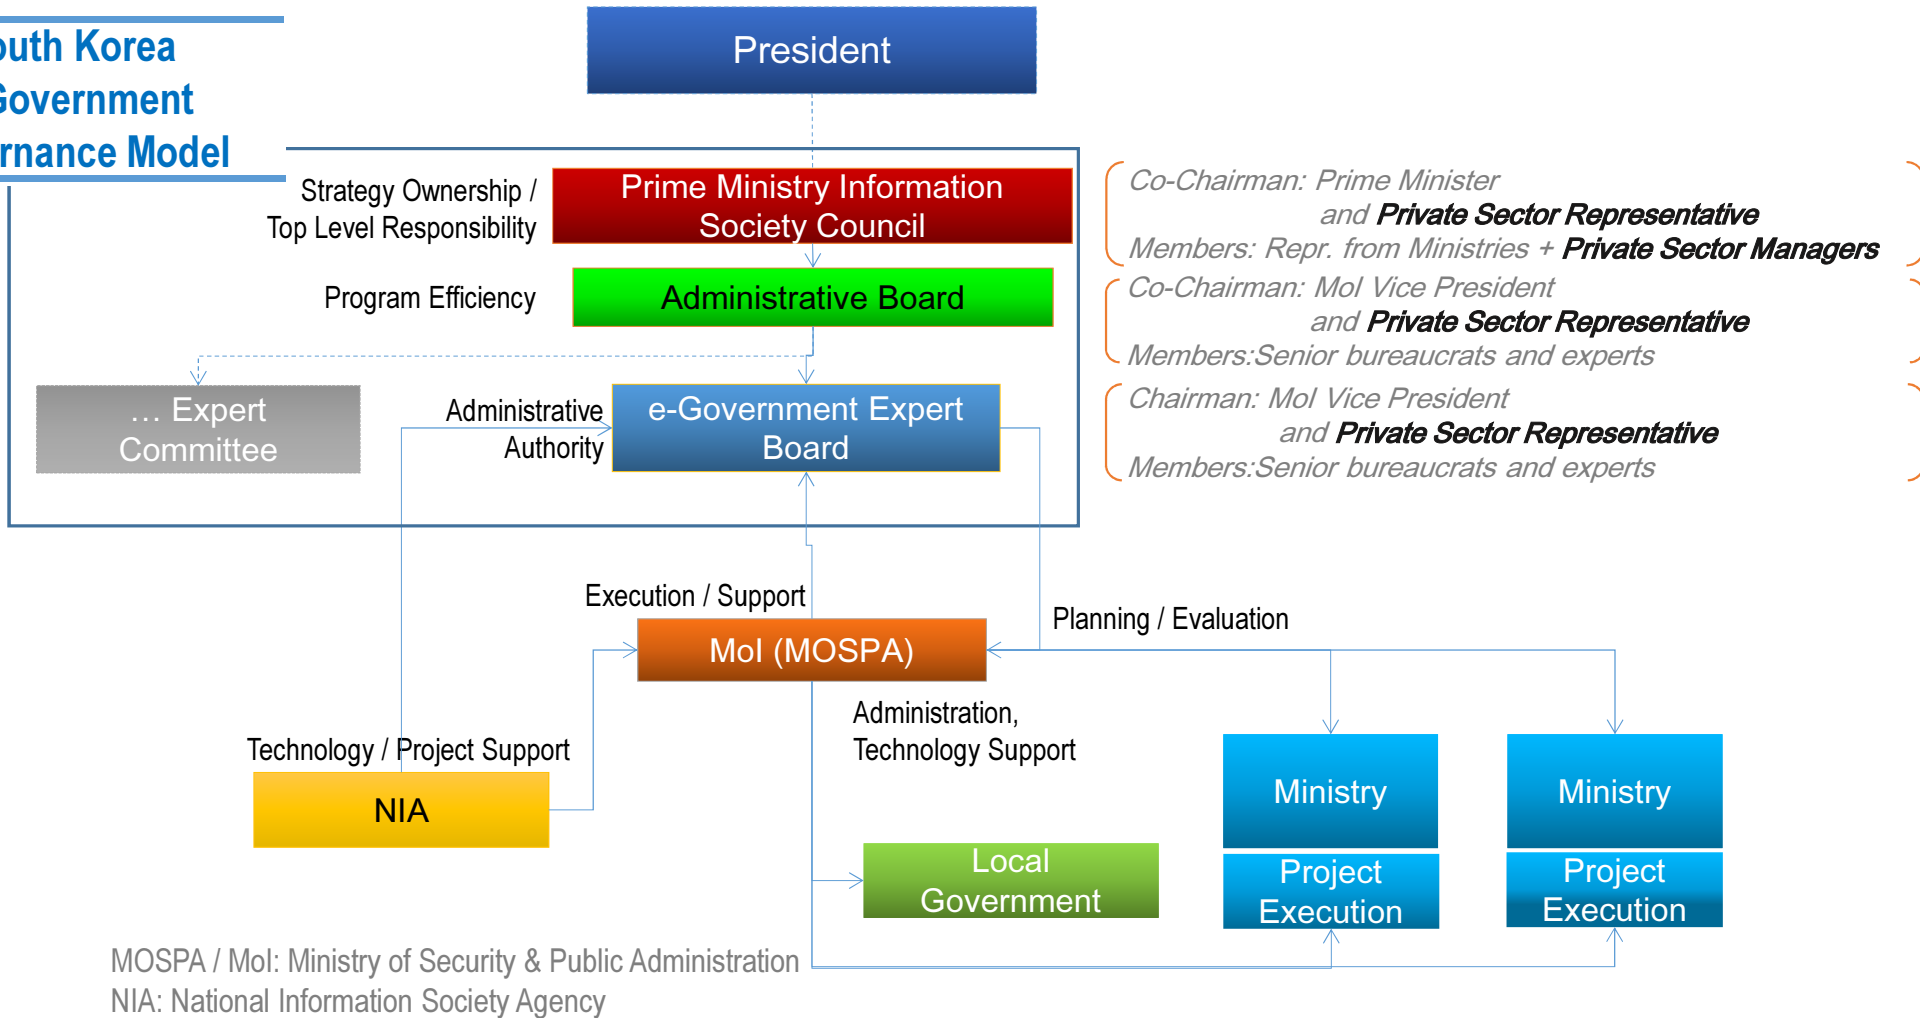 outh Korea
Government
rnance Model
President
Strategy Ownership /
Top Level Responsibility
Prime Ministry Information
Society Council
Co-Chairman: Prime Minister
and Private Sector Representative
Members: Repr. from Ministries + Private Sector Managers
Program Efficiency
Administrative Board
Co-Chairman: MoI Vice President
and Private Sector Representative
Members:Senior bureaucrats and experts
... Expert
Committee
Administrative
Authority
e-Government Expert
Board
Chairman: MoI Vice President
and Private Sector Representative
Members:Senior bureaucrats and experts
Execution / Support
MoI (MOSPA)
Planning / Evaluation
Administration,
Technology Support
Technology / Project Support
NIA
Ministry
Ministry
Local
Government
Project
Execution
Project
Execution
MOSPA / MoI: Ministry of Security & Public Administration
NIA: National Information Society Agency